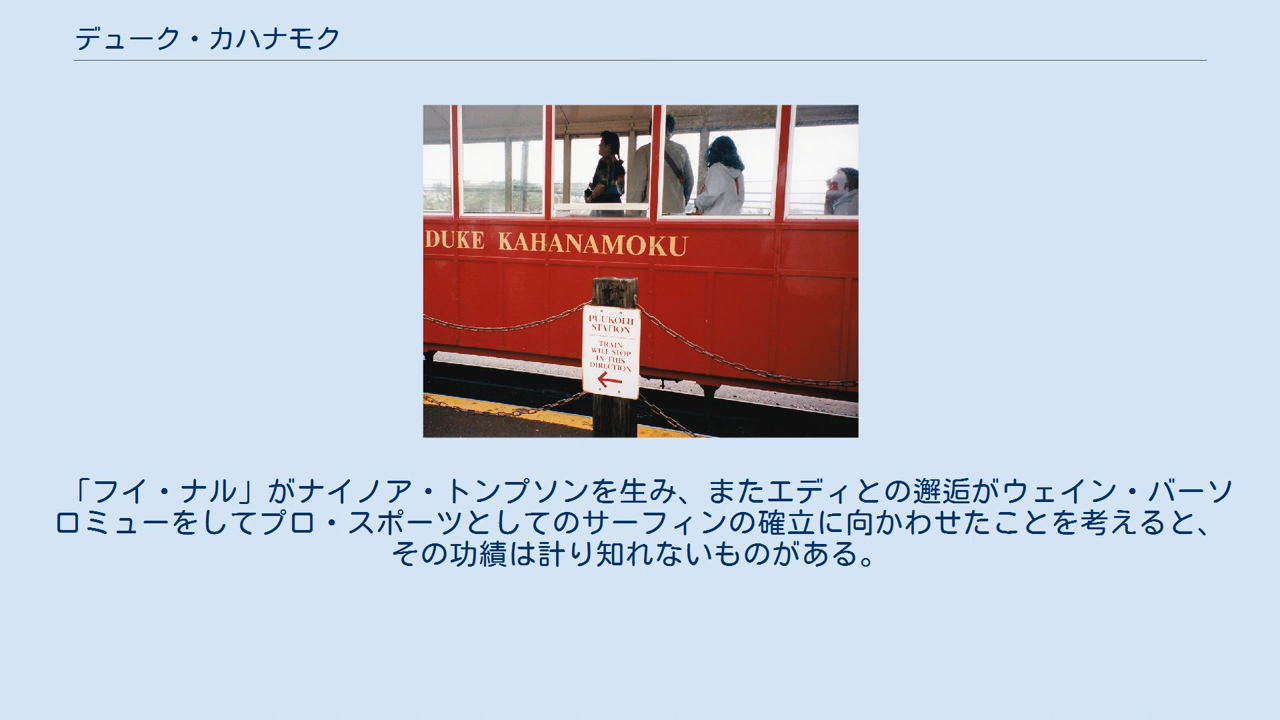 デューク・カハナモク
DUKE KAHANAMOKU
PUUKOLII
STATION
TRAIN
WILL STOP
IN THIS
DIRECTION
「フイ・ナル」がナイノア・トンプソンを生み、またエディとの邂逅がウェイン・バーソ
ロミューをしてプロ・スポーツとしてのサーフィンの確立に向かわせたことを考えると、
その功績は計り知れないものがある。